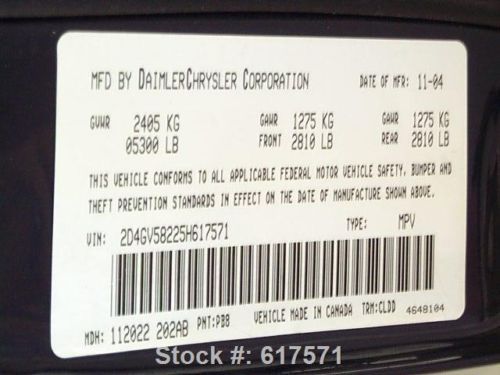 MFD BY DAIMLERCHRYSLER CORPORATION DATE OF MFR: 11-04
GVWR 2405 KG GAWR 1275 KG GAWR 1275 KG
05300 LB FRONT 2810 LB REAR 2810 LB
THIS VEHICLE CONFORMS TO ALL APPLICABLE FEDERAL MOTOR VEHICLE SAFETY, BUMPER AND
THEFT PREVENTION STANDARDS IN EFFECT ON THE DATE OF MANUFACTURE SHOWN ABOVE.
VIN: 2D4GV58225H617571 TYPE: MPV
MDH: 112022 202AB PNT:PB8 VEHICLE MADE IN CANADA TRM:CLDD 4648104
Stock #: 617571